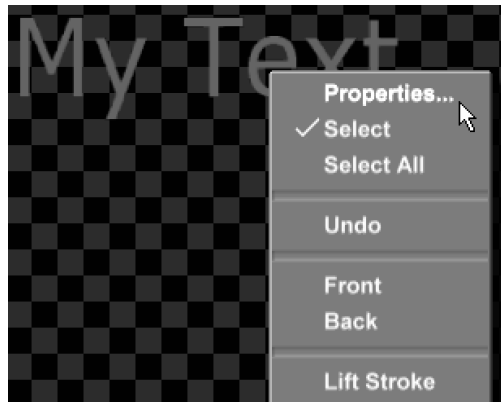 My Text
Properties...
Select
Select All
Undo
Front
Back
Lift Stroke